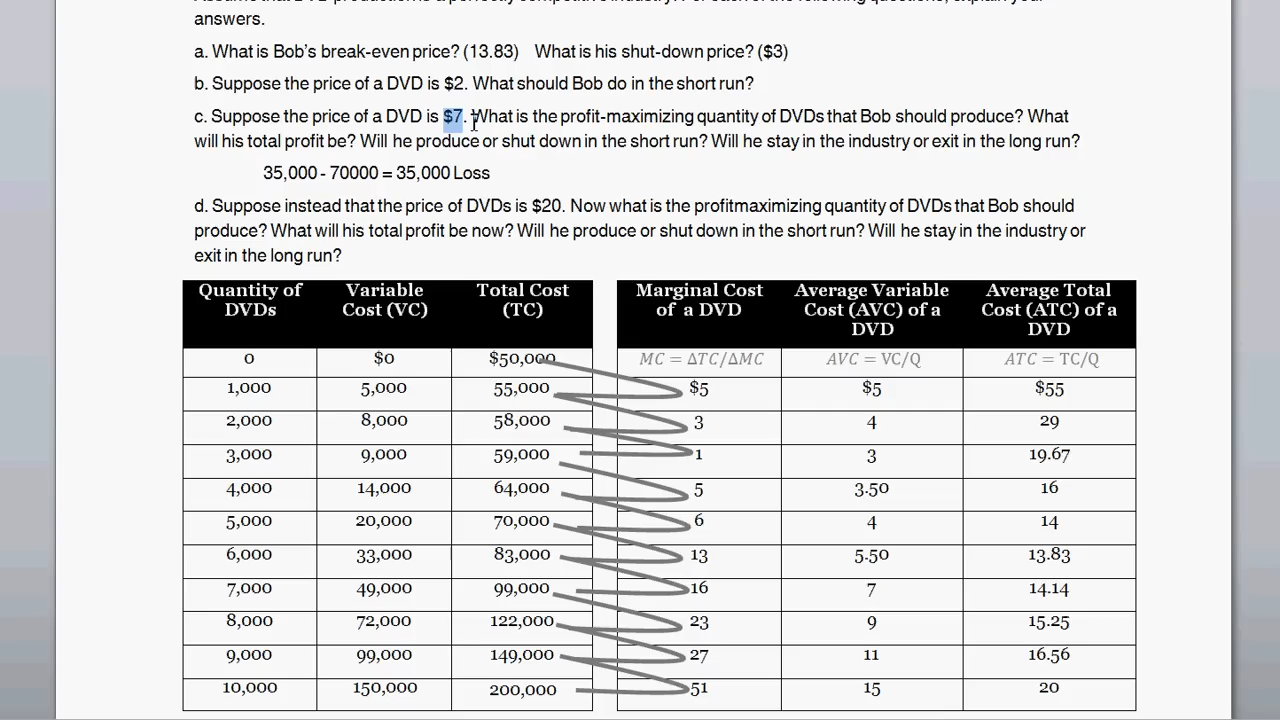 answers.
a. What is Bob's break-even price? (13.83) What is his shut-down price? ($3)
b. Suppose the price of a DVD is $2. What should Bob do in the short run?
c. Suppose the price of a DVD is $7. What is the profit-maximizing quantity of DVDs that Bob should produce? What
will his total profit be? Will he produce or shut down in the short run? Will he stay in the industry or exit in the long run?
35,000 - 70000 = 35,000 Loss
d. Suppose instead that the price of DVDs is $20. Now what is the profitmaximizing quantity of DVDs that Bob should
produce? What will his total profit be now? Will he produce or shut down in the short run? Will he stay in the industry or
exit in the long run?
Quantity of DVDs Variable Cost (VC) Total Cost (TC) Marginal Cost of a DVD Average Variable Cost (AVC) of a DVD Average Total Cost (ATC) of a DVD
0 $0 $50,000 MC = ΔTC/ΔMC AVC = VC/Q ATC = TC/Q
1,000 5,000 55,000 $5 $5 $55
2,000 8,000 58,000 3 4 29
3,000 9,000 59,000 1 3 19.67
4,000 14,000 64,000 5 3.50 16
5,000 20,000 70,000 6 4 14
6,000 33,000 83,000 13 5.50 13.83
7,000 49,000 99,000 16 7 14.14
8,000 72,000 122,000 23 9 15.25
9,000 99,000 149,000 27 11 16.56
10,000 150,000 200,000 51 15 20